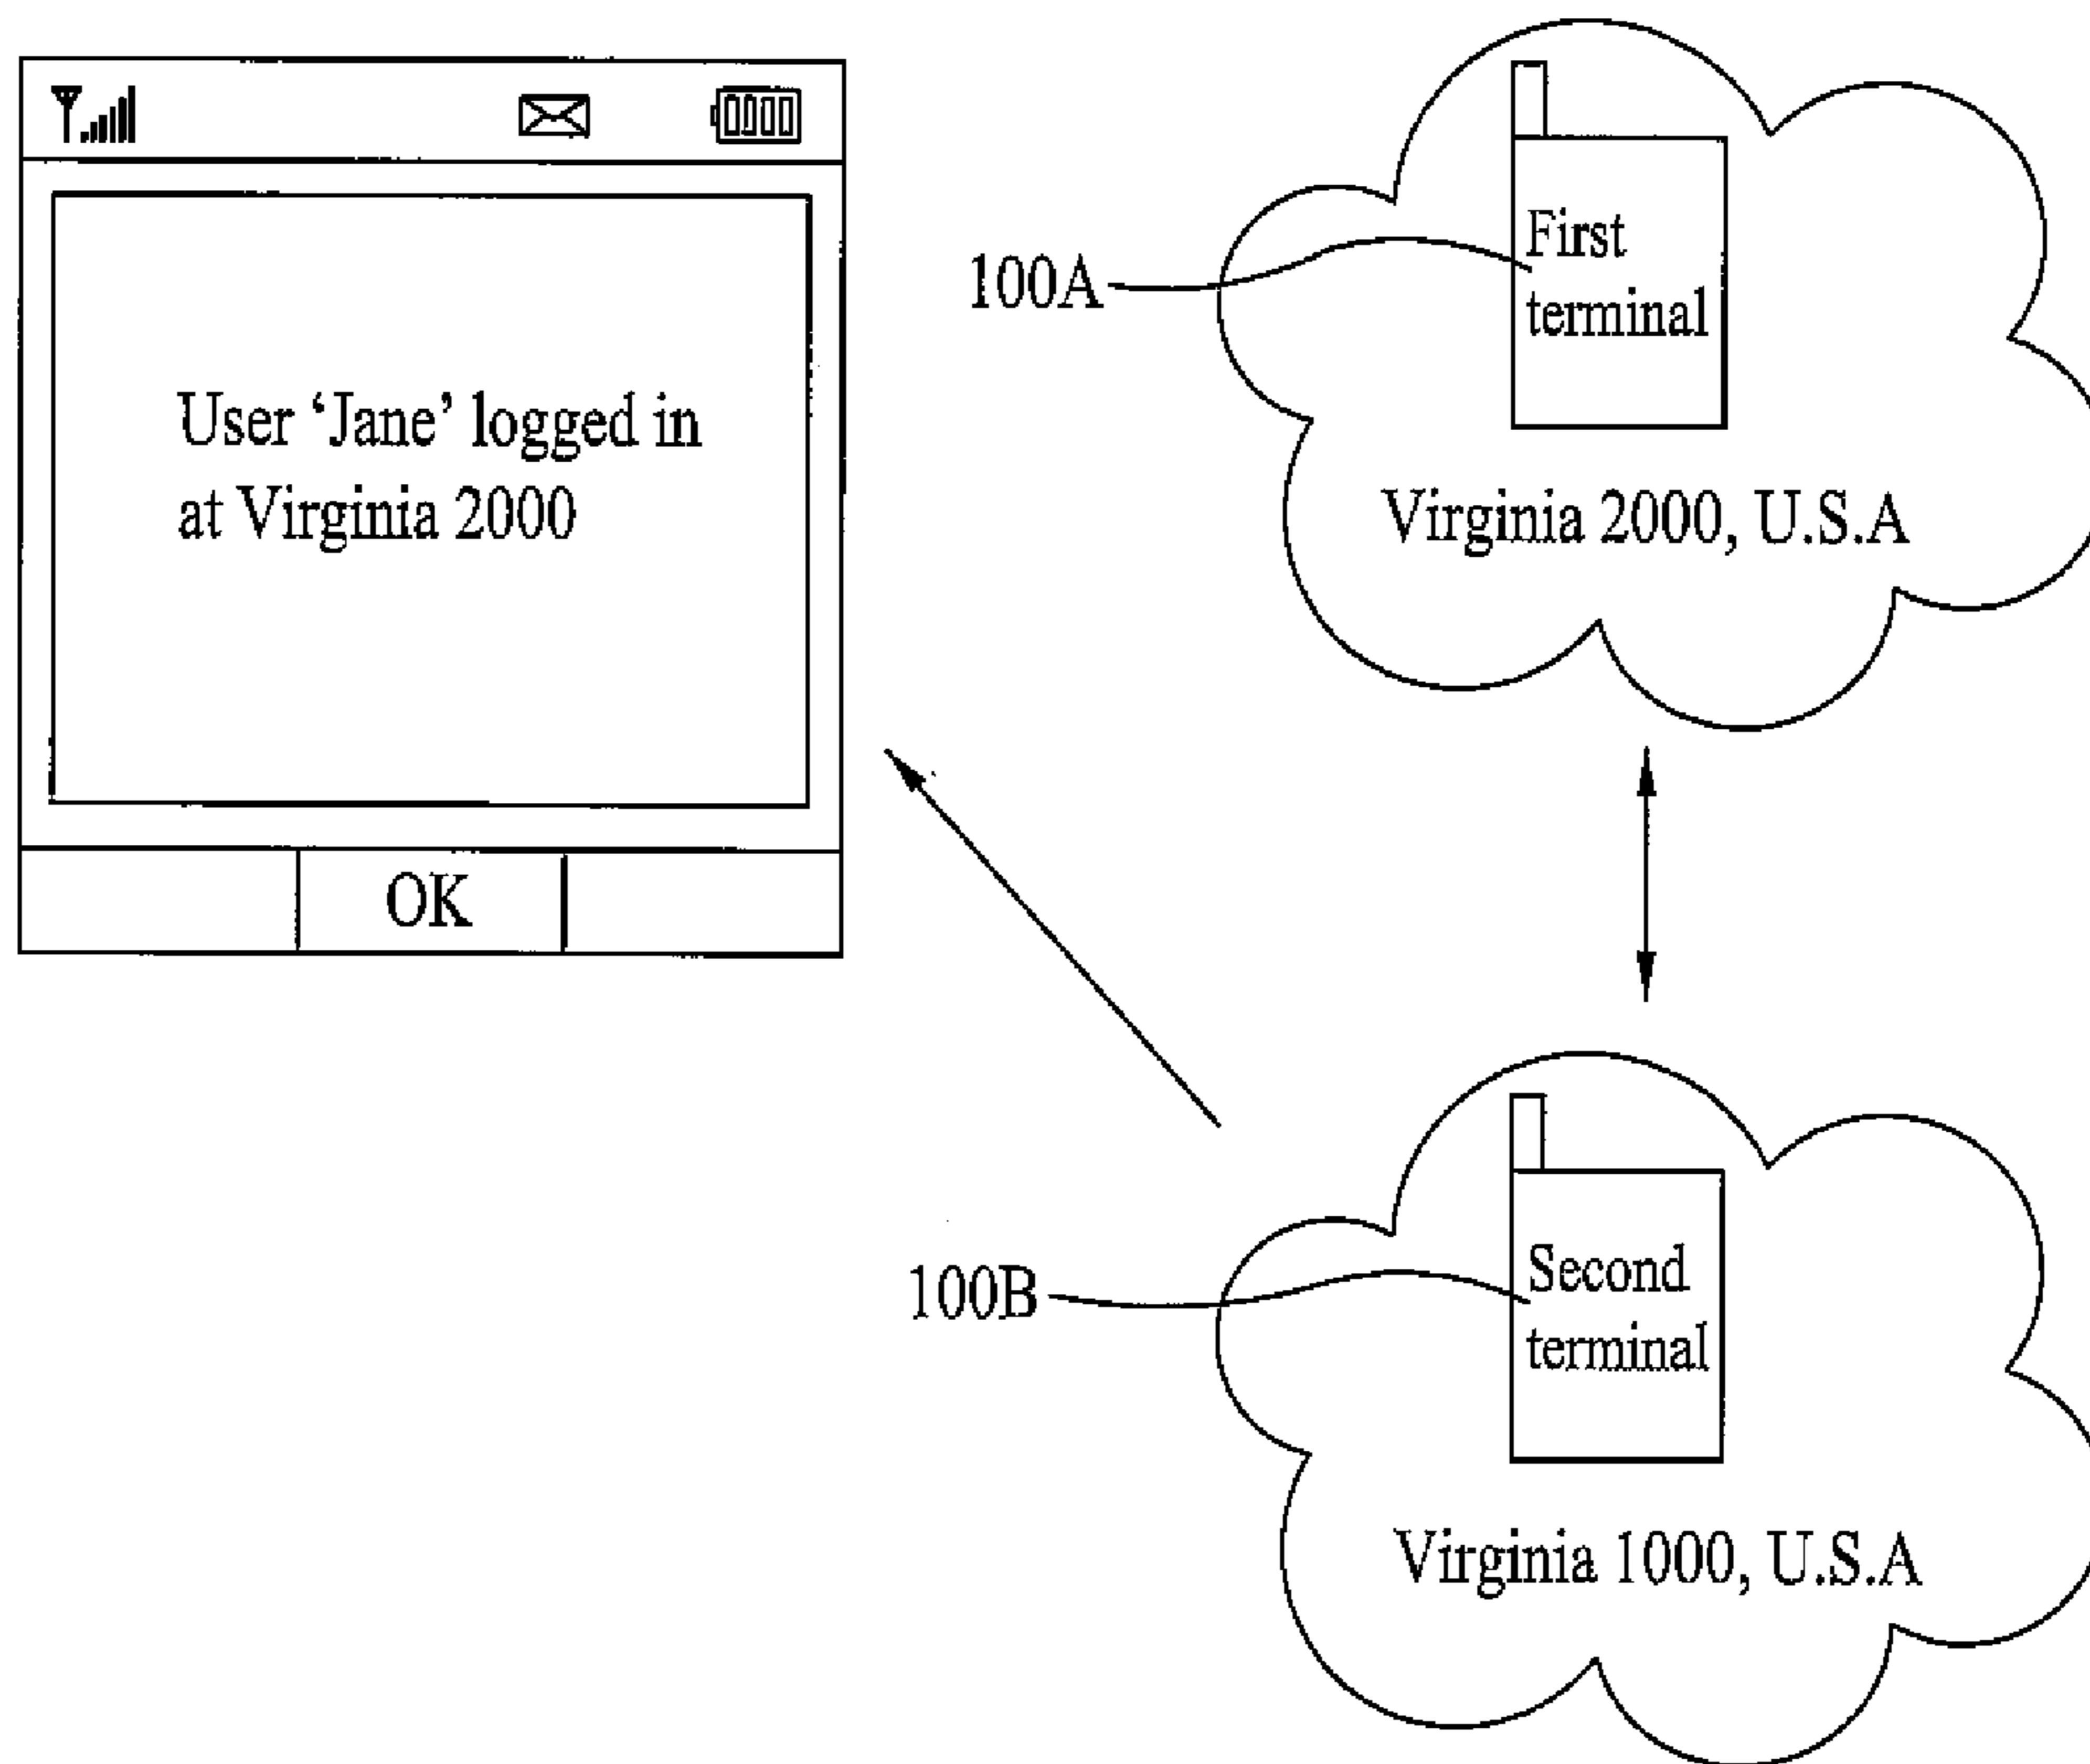 User ‘Jane’ logged in
at Virginia 2000
OK
100A
First
terminal
Virginia 2000, U.S.A
100B
Second
terminal
Virginia 1000, U.S.A